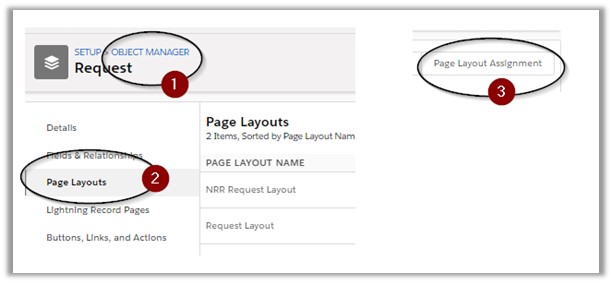 SETUP > OBJECT MANAGER
Request
1
Details
Fields & Relationships
Page Layouts
2
Lightning Record Pages
Buttons, Links, and Actions
Page Layouts
2 Items, Sorted by Page Layout Nam
PAGE LAYOUT NAME
NRR Request Layout
Request Layout
Page Layout Assignment
3